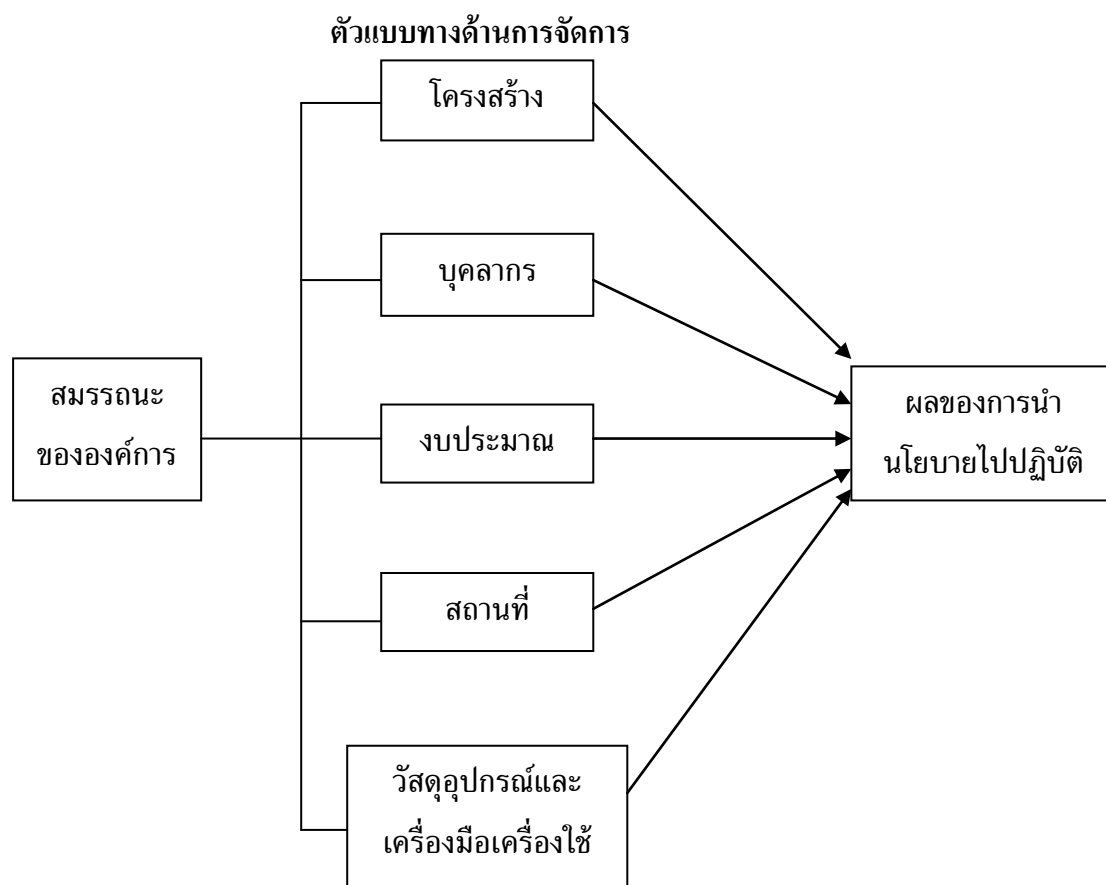 ตัวแบบทางด้านการจัดการ
โครงสร้าง
บุคลากร
สมรรถนะ
ขององค์การ
งบประมาณ
ผลของการนำ
นโยบายไปปฏิบัติ
สถานที่
วัสดุอุปกรณ์และ
เครื่องมือเครื่องใช้